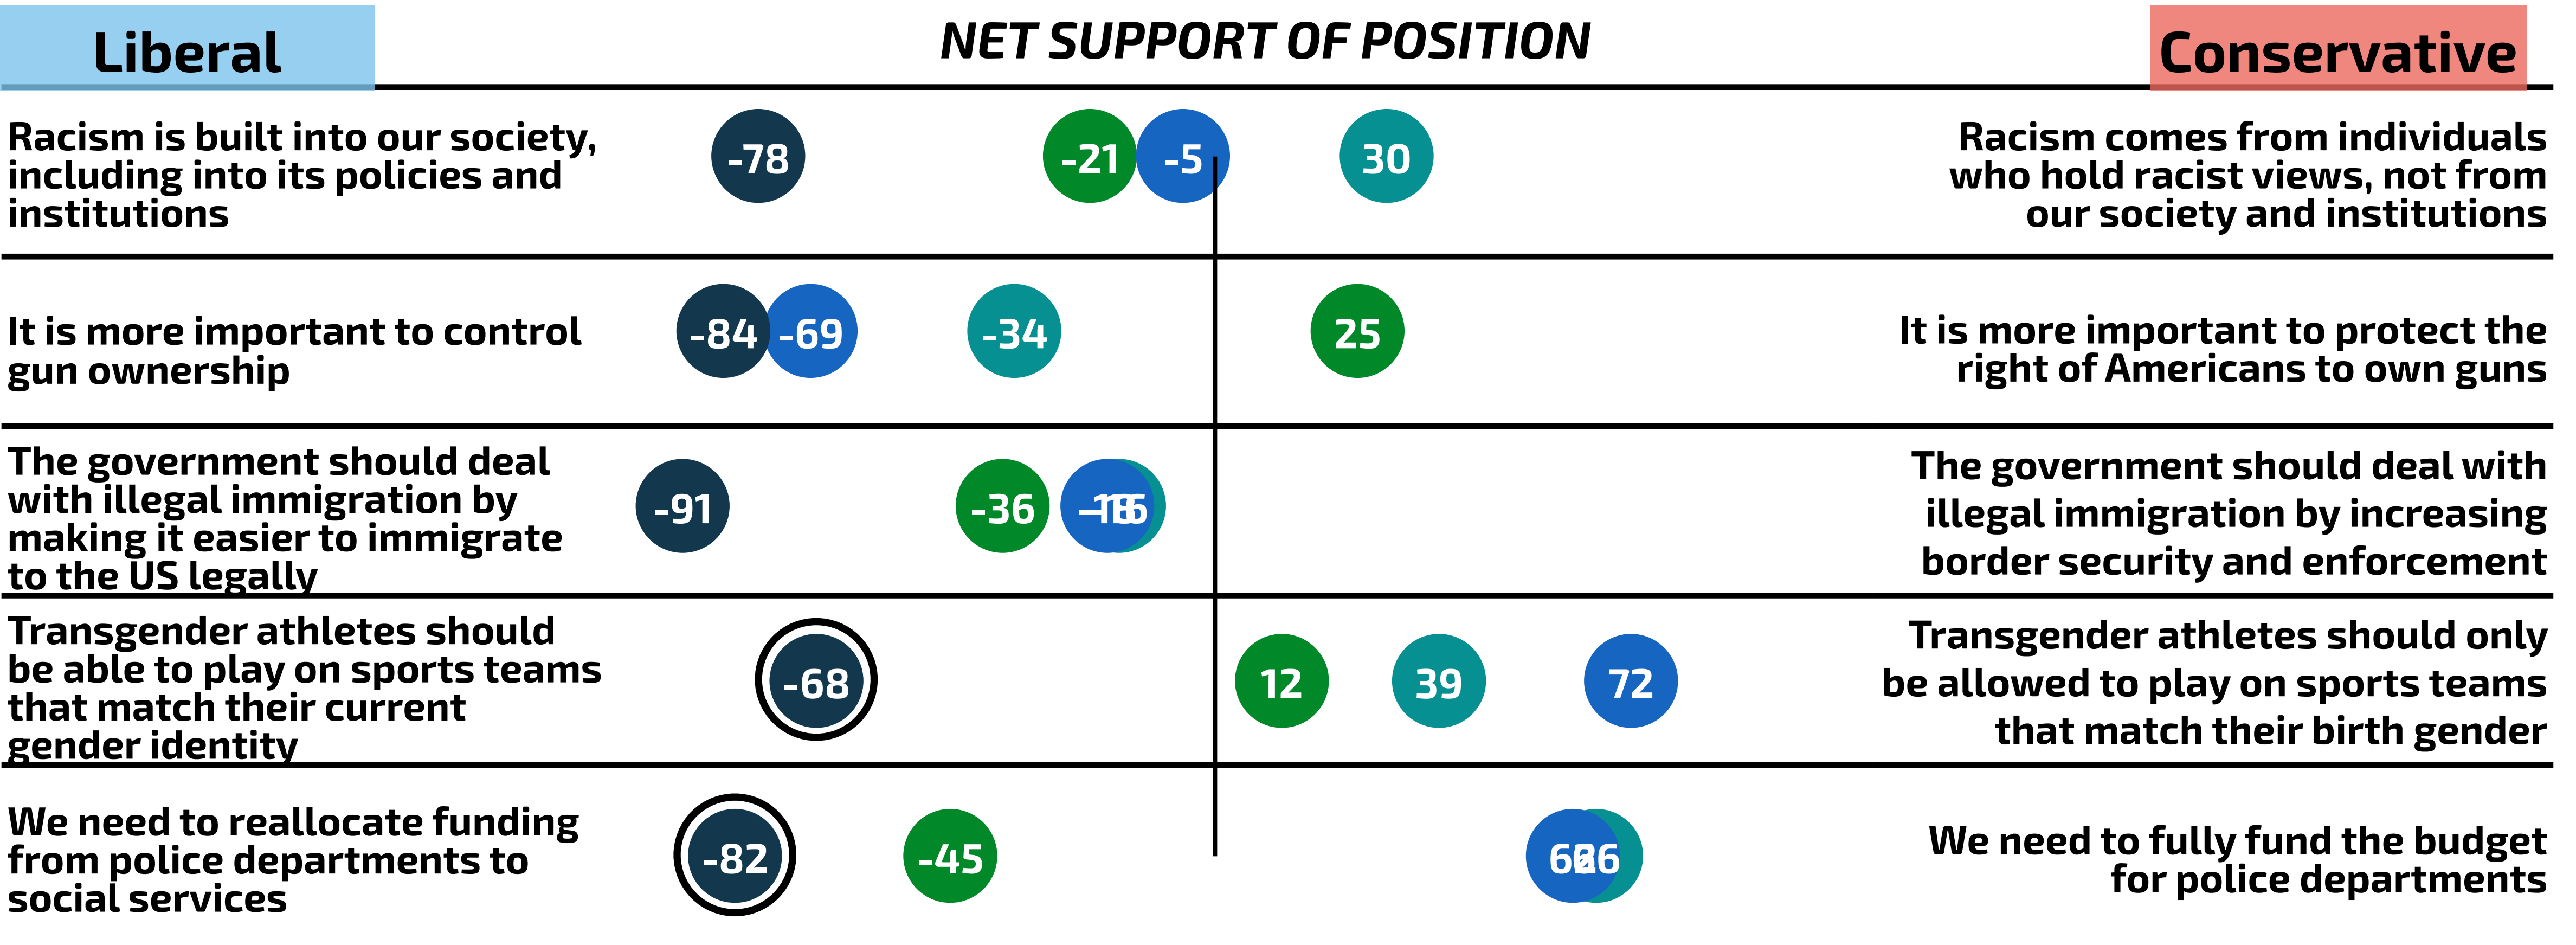 Liberal
NET SUPPORT OF POSITION
Conservative
Racism is built into our society,
including into its policies and
institutions
-78
-21
-5
30
Racism comes from individuals
who hold racist views, not from
our society and institutions
It is more important to control
gun ownership
-84
-69
-34
25
It is more important to protect the
right of Americans to own guns
The government should deal
with illegal immigration by
making it easier to immigrate
to the US legally
-91
-36
The government should deal with
illegal immigration by increasing
border security and enforcement
Transgender athletes should
be able to play on sports teams
that match their current
gender identity
-68
12
39
72
Transgender athletes should only
be allowed to play on sports teams
that match their birth gender
We need to reallocate funding
from police departments to
social services
-82
-45
We need to fully fund the budget
for police departments